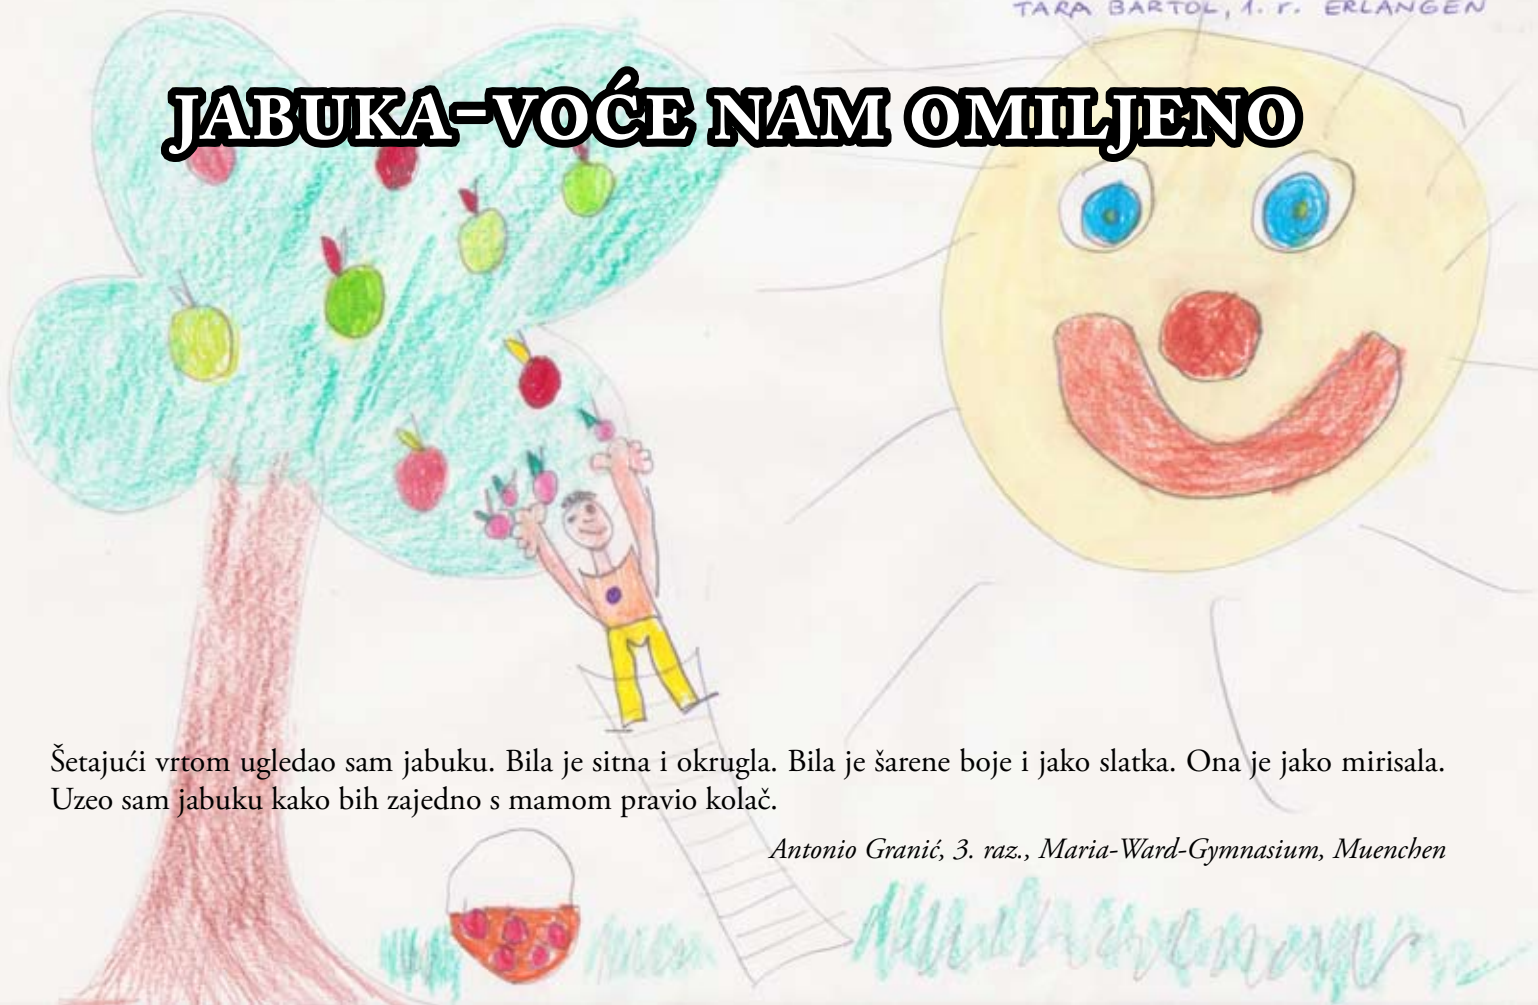 TARA BARTOL, 1. r. ERLANGEN
JABUKA-VOĆE NAM OMILJENO
Šetajući vrtom ugledao sam jabuku. Bila je sitna i okrugla. Bila je šarene boje i jako slatka. Ona je jako mirisala.
Uzeo sam jabuku kako bih zajedno s mamom pravio kolač.
Antonio Granić, 3. raz., Maria-Ward-Gymnasium, Muenchen